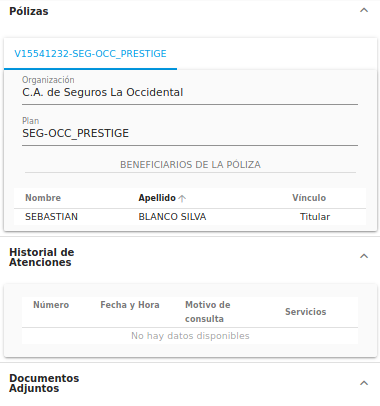 Pólizas
V15541232-SEG-OCC_PRESTIGE
Organización
C.A. de Seguros La Occidental
Plan
SEG-OCC_PRESTIGE
BENEFICIARIOS DE LA PÓLIZA
Nombre Apellido ↑ Vínculo
SEBASTIAN BLANCO SILVA Titular
Historial de
Atenciones
Número Fecha y Hora Motivo de
consulta Servicios
No hay datos disponibles
Documentos
Adjuntos